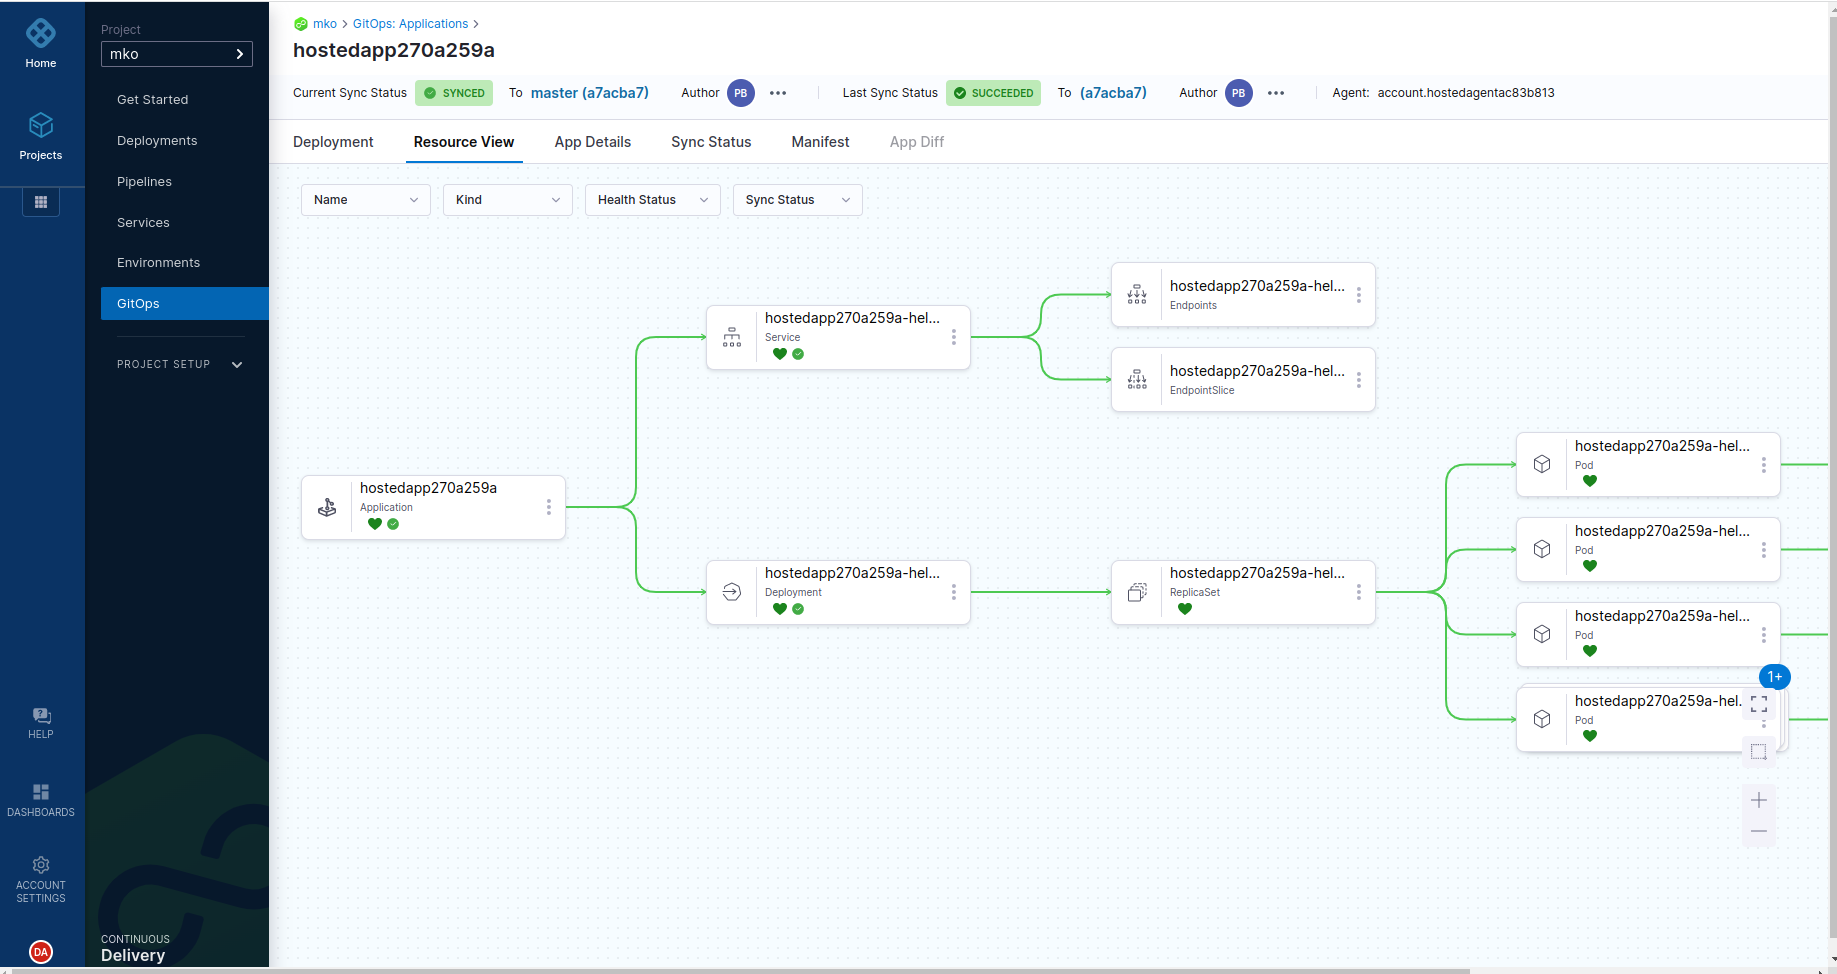 Home
Projects
HELP
DASHBOARDS
ACCOUNT
SETTINGS
DA
Project
mko
Get Started
Deployments
Pipelines
Services
Environments
GitOps
PROJECT SETUP
CONTINUOUS
Delivery
mko > GitOps: Applications >
hostedapp270a259a
Current Sync Status SYNCED To master (a7acba7) Author PB ••• Last Sync Status SUCCEEDED To (a7acba7) Author PB ••• Agent: account.hostedagentac83b813
Deployment Resource View App Details Sync Status Manifest App Diff
Name Kind Health Status Sync Status
hostedapp270a259a
Application
hostedapp270a259a-hel...
Service
hostedapp270a259a-hel...
Deployment
hostedapp270a259a-hel...
Endpoints
hostedapp270a259a-hel...
EndpointSlice
hostedapp270a259a-hel...
ReplicaSet
hostedapp270a259a-hel...
Pod
hostedapp270a259a-hel...
Pod
hostedapp270a259a-hel...
Pod
1+
hostedapp270a259a-hel.
Pod